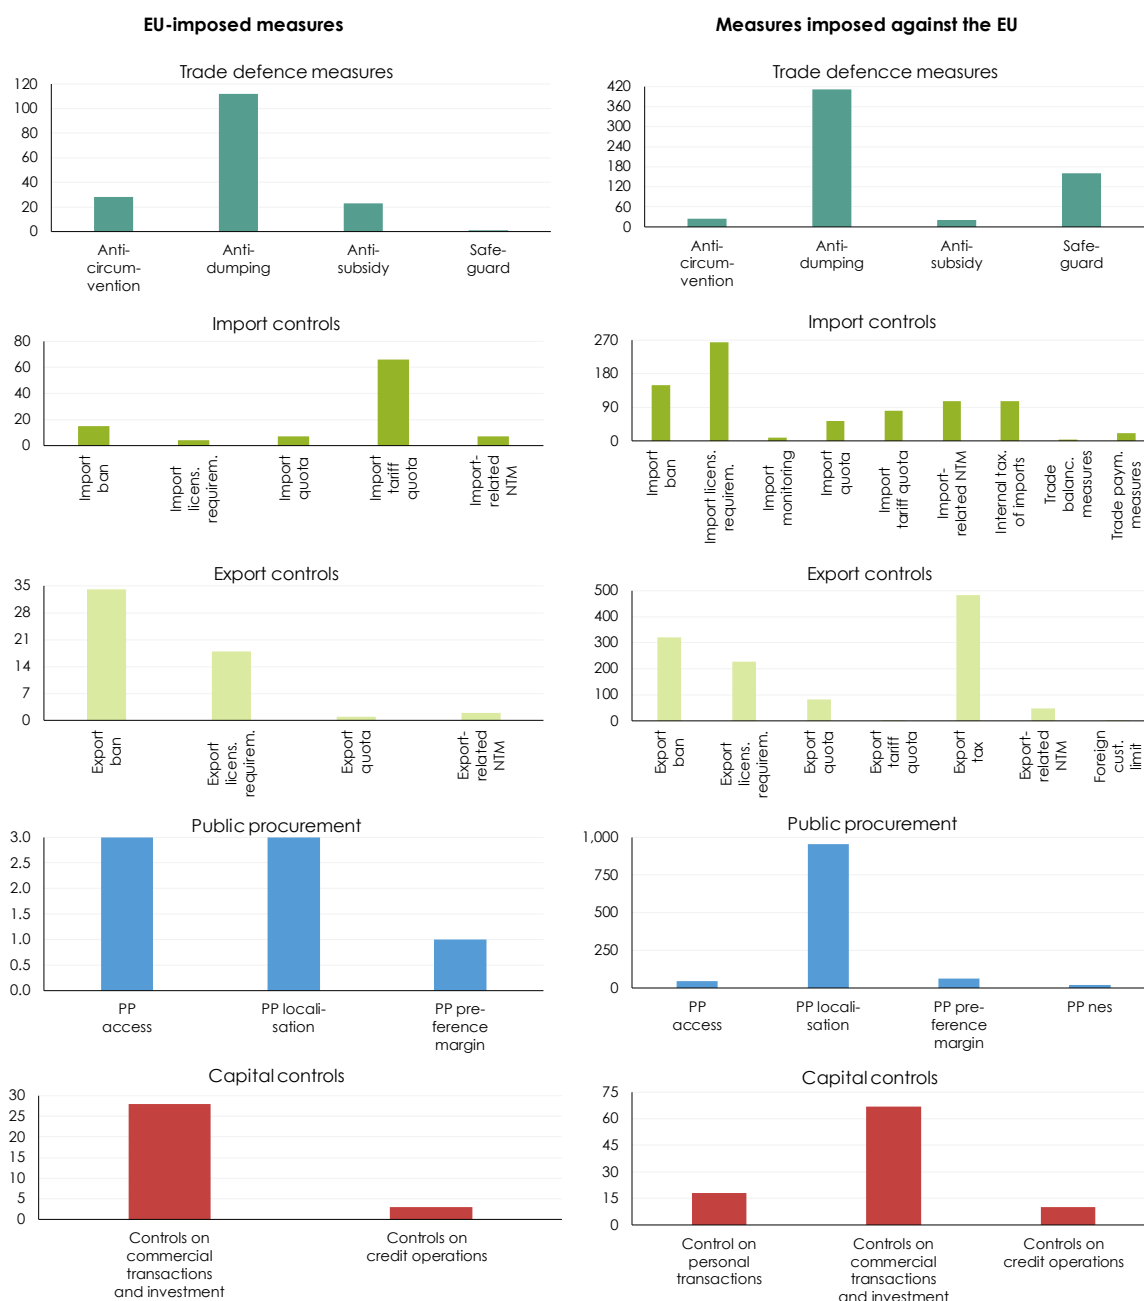 EU-imposed measures
Trade defence measures
120
100
80
60
40
20
0
Anti-
circum-
vention
Anti-
dumping
Anti-
subsidy
Safe-
guard
Import controls
80
60
40
20
0
Import
ban
Import
licens.
requirem.
Import
quota
Import
tariff
quota
Import-
related
NTM
Export controls
35
28
21
14
7
0
Export
ban
Export
licens.
requirem.
Export
quota
Export-
related
NTM
Public procurement
3.0
2.5
2.0
1.5
1.0
0.5
0.0
PP
access
PP locali-
sation
PP pre-
ference
margin
Capital controls
30
25
20
15
10
5
0
Controls on
commercial
transactions
and investment
Controls on
credit operations
Measures imposed against the EU
Trade defencce measures
420
360
300
240
180
120
60
0
Anti-
circum-
vention
Anti-
dumping
Anti-
subsidy
Safe-
guard
Import controls
270
180
90
0
Import
ban
Import licens.
requirem.
Import
monitoring
Import
quota
Import
tariff quota
Import-
related NTM
Internal tax.
of imports
Trade
balanc.
measures
Trade paym.
measures
Export controls
500
400
300
200
100
0
Export
ban
Export
licens.
requirem.
Export
quota
Export
tariff
quota
Export
tax
Export-
related
NTM
Foreign
cust.
limit
Public procurement
1,000
750
500
250
0
PP
access
PP locali-
sation
PP pre-
ference
margin
PP nes
Capital controls
75
60
45
30
15
0
Control on
personal
transactions
Controls on
commercial
transactions
and investment
Controls on
credit operations